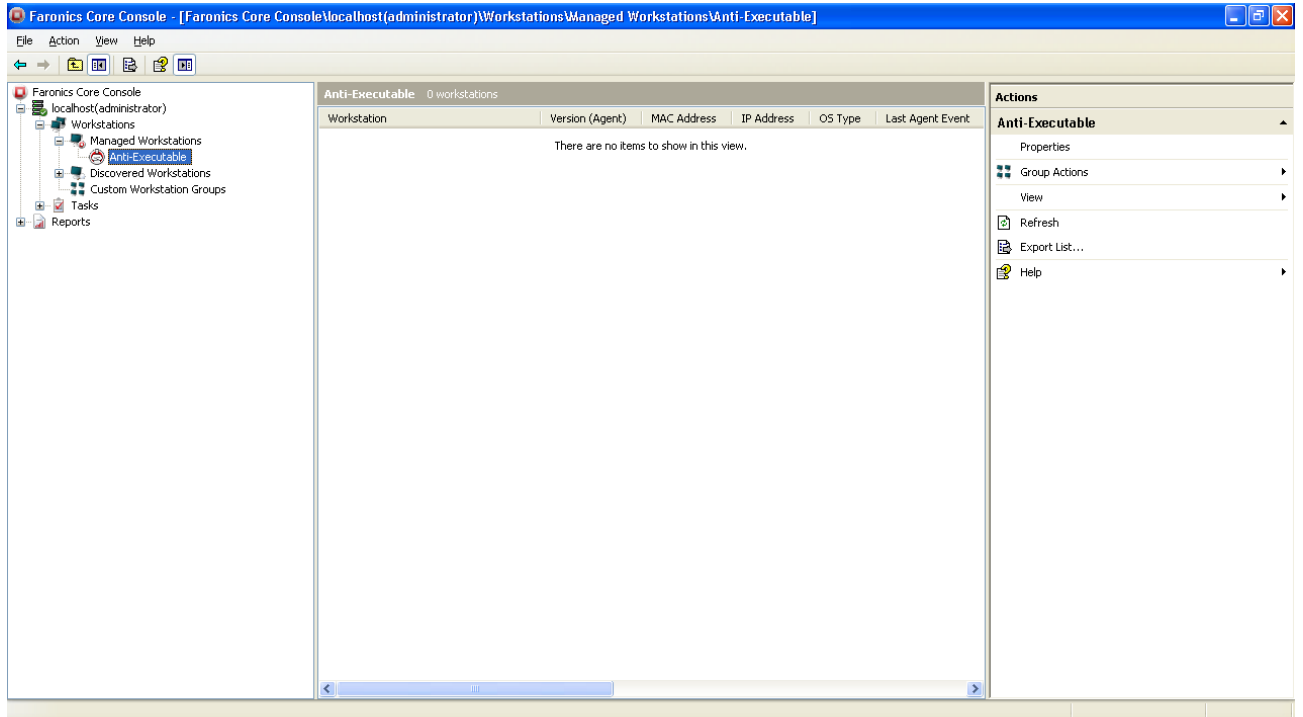 Faronics Core Console - [Faronics Core Console\localhost(administrator)\Workstations\Managed Workstations\Anti-Executable]
File Action View Help
Faronics Core Console
localhost(administrator)
Workstations
Managed Workstations
Anti-Executable
Discovered Workstations
Custom Workstation Groups
Tasks
Reports
Anti-Executable 0 workstations
Workstation Version (Agent) MAC Address IP Address OS Type Last Agent Event
There are no items to show in this view.
Actions
Anti-Executable
Properties
Group Actions
View
Refresh
Export List...
Help